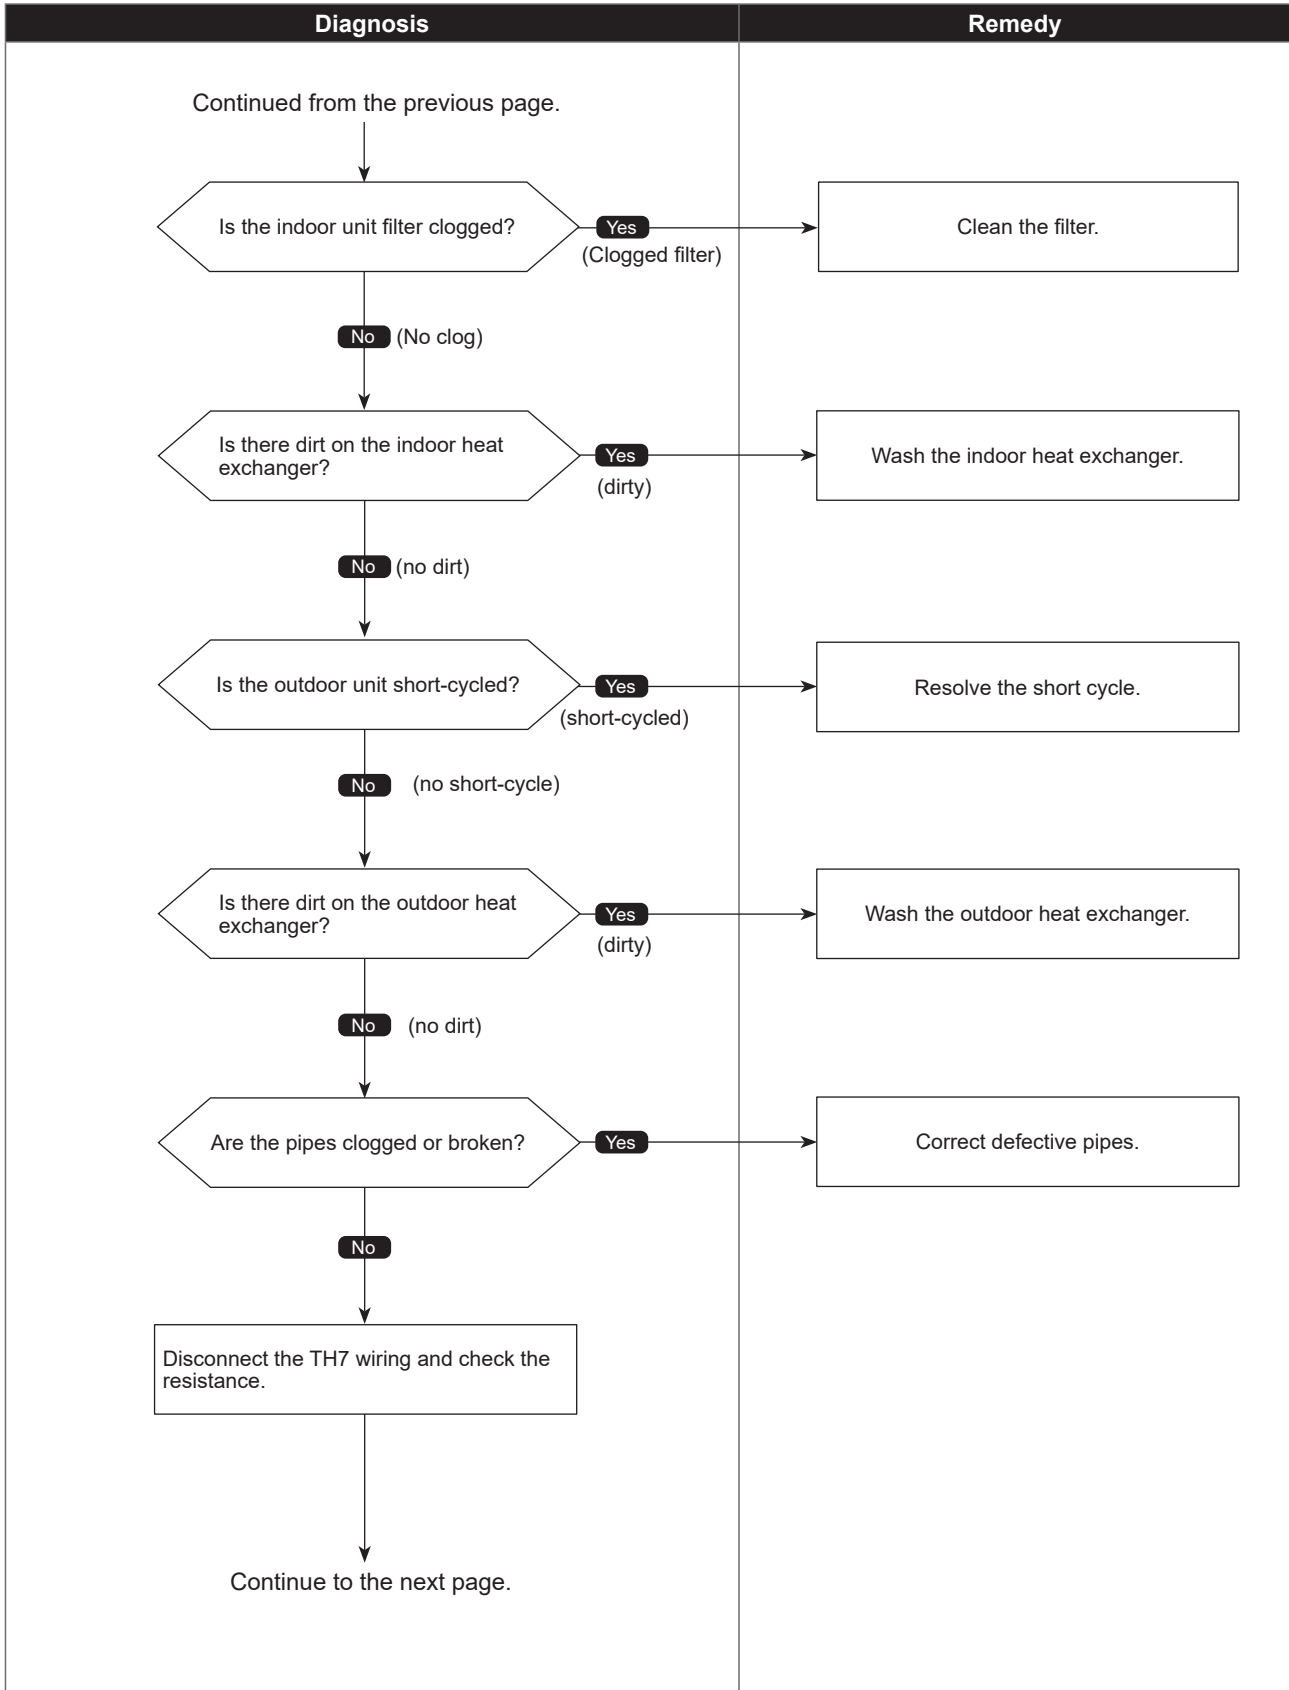 Diagnosis
Remedy
Continued from the previous page.
Is the indoor unit filter clogged?
Yes
(Clogged filter)
Clean the filter.
No (No clog)
Is there dirt on the indoor heat
exchanger?
Yes
(dirty)
Wash the indoor heat exchanger.
No (no dirt)
Is the outdoor unit short-cycled?
Yes
(short-cycled)
Resolve the short cycle.
No (no short-cycle)
Is there dirt on the outdoor heat
exchanger?
Yes
(dirty)
Wash the outdoor heat exchanger.
No (no dirt)
Are the pipes clogged or broken?
Yes
Correct defective pipes.
No
Disconnect the TH7 wiring and check the
resistance.
Continue to the next page.